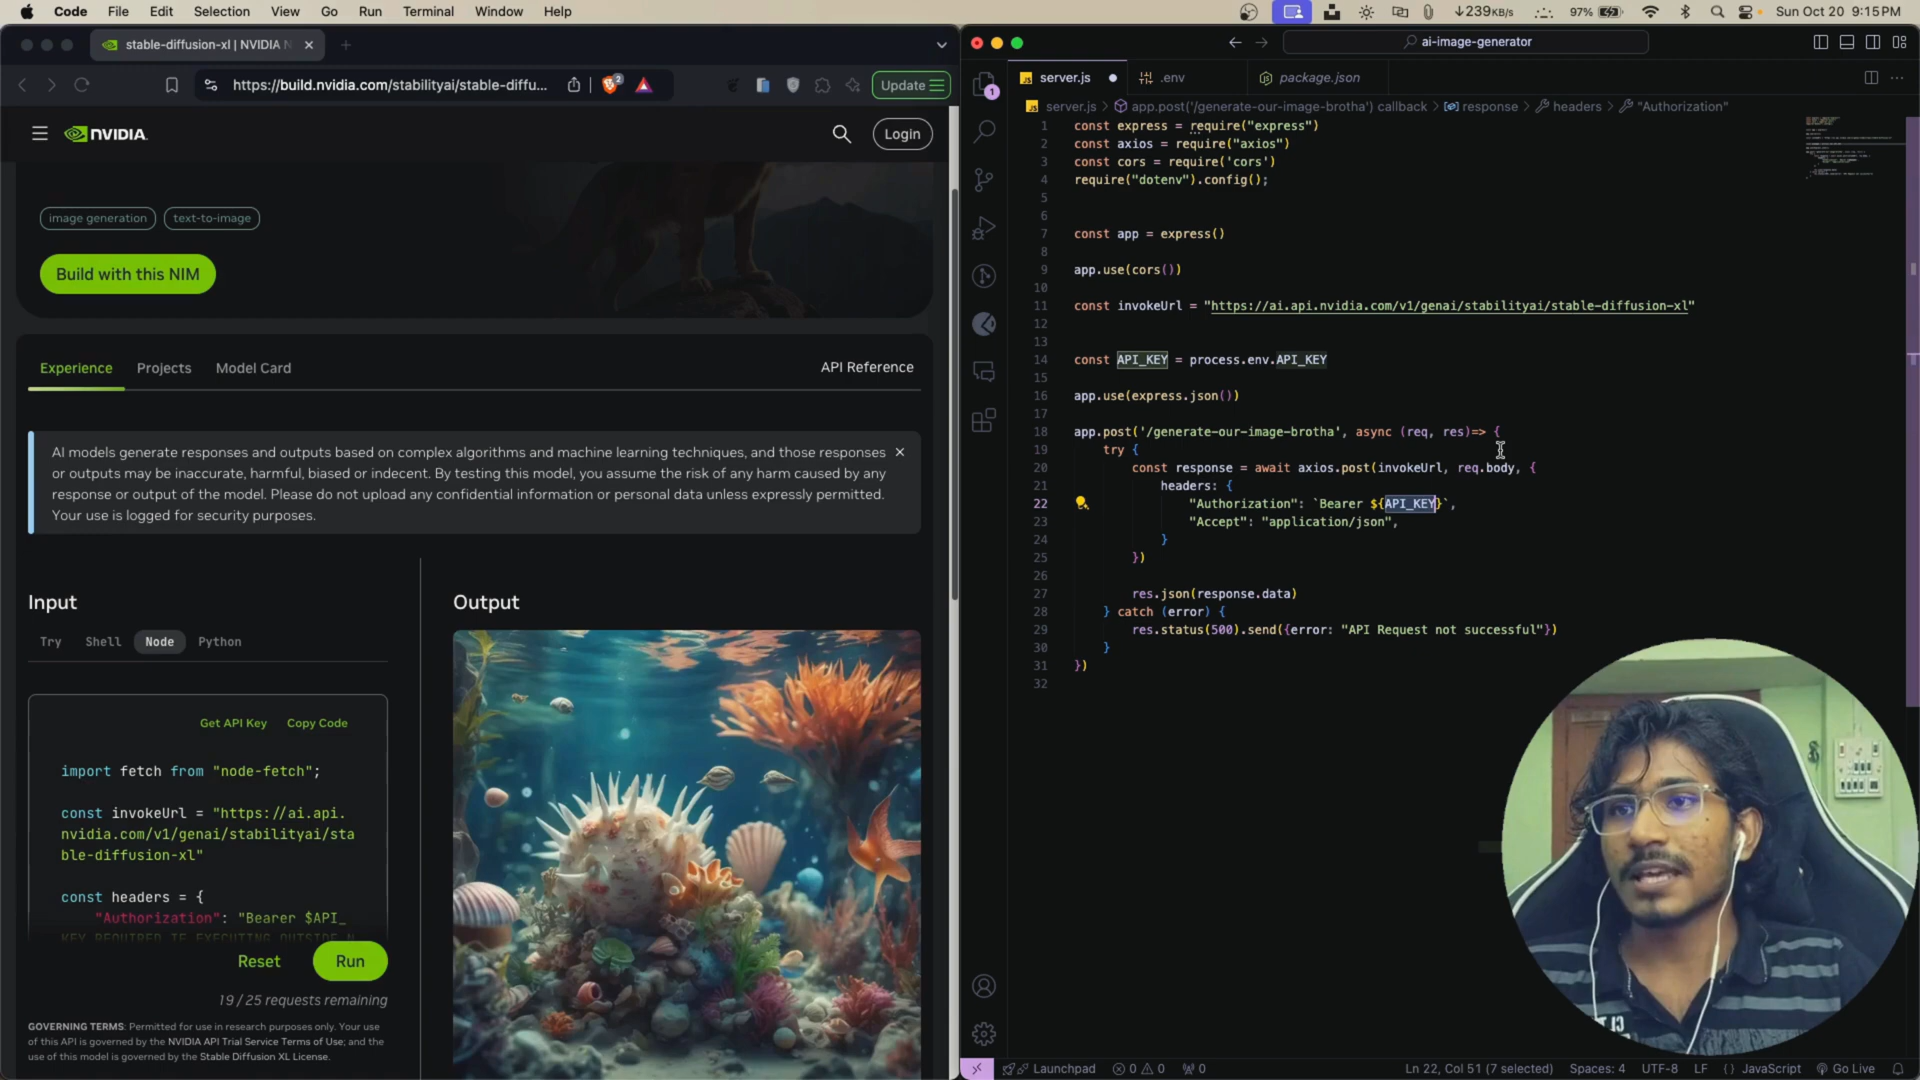 Code File Edit Selection View Go Run Terminal Window Help
239KB/s 97% Sun Oct 20 9:15 PM
stable-diffusion-xl | NVIDIA N
https://build.nvidia.com/stabilityai/stable-diffu...
2
Update
NVIDIA.
Login
image generation text-to-image
Build with this NIM
Experience Projects Model Card API Reference
AI models generate responses and outputs based on complex algorithms and machine learning techniques, and those responses
or outputs may be inaccurate, harmful, biased or indecent. By testing this model, you assume the risk of any harm caused by any
response or output of the model. Please do not upload any confidential information or personal data unless expressly permitted.
Your use is logged for security purposes.
Input
Try Shell Node Python
Get API Key Copy Code
import fetch from "node-fetch";
const invokeUrl = "https://ai.api.
nvidia.com/v1/genai/stabilityai/sta
ble-diffusion-xl"
const headers = {
"Authorization": "Bearer $API_
KEY_REQUIRED_IF_EXECUTING_OUTSIDE_N
Reset Run
19 / 25 requests remaining
GOVERNING TERMS: Permitted for use in research purposes only. Your use
of this API is governed by the NVIDIA API Trial Service Terms of Use; and the
use of this model is governed by the Stable Diffusion XL License.
Output
ai-image-generator
1
JS server.js .env package.json
JS server.js > app.post('/generate-our-image-brotha') callback > response > headers > "Authorization"
1 const express = require("express")
2 const axios = require("axios")
3 const cors = require('cors')
4 require("dotenv").config();
5
6
7 const app = express()
8
9 app.use(cors())
10
11 const invokeUrl = "https://ai.api.nvidia.com/v1/genai/stabilityai/stable-diffusion-xl"
12
13
14 const API_KEY = process.env.API_KEY
15
16 app.use(express.json())
17
18 app.post('/generate-our-image-brotha', async (req, res)=> {
19 try {
20 const response = await axios.post(invokeUrl, req.body, {
21 headers: {
22 "Authorization": `Bearer ${API_KEY}`,
23 "Accept": "application/json",
24 }
25 })
26
27 res.json(response.data)
28 } catch (error) {
29 res.status(500).send({error: "API Request not successful"})
30 }
31 })
32
Launchpad 0 0 0 Ln 22, Col 51 (7 selected) Spaces: 4 UTF-8 LF {} JavaScript Go Live